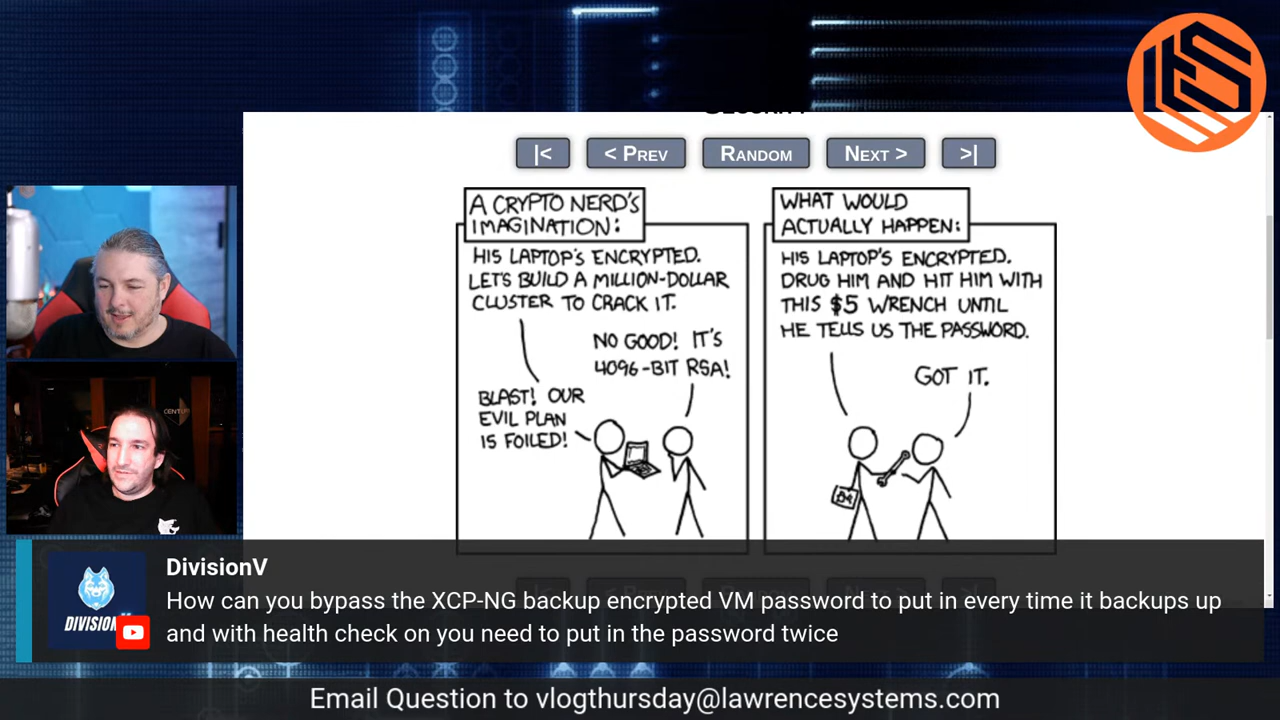 |<
< PREV
RANDOM
NEXT >
>|
A CRYPTO NERD'S
IMAGINATION:
HIS LAPTOP'S ENCRYPTED.
LET'S BUILD A MILLION-DOLLAR
CLUSTER TO CRACK IT.
NO GOOD! IT'S
4096-BIT RSA!
BLAST! OUR
EVIL PLAN
IS FOILED!
WHAT WOULD
ACTUALLY HAPPEN:
HIS LAPTOP'S ENCRYPTED.
DRUG HIM AND HIT HIM WITH
THIS $5 WRENCH UNTIL
HE TELLS US THE PASSWORD.
GOT IT.
DivisionV
How can you bypass the XCP-NG backup encrypted VM password to put in every time it backups up
and with health check on you need to put in the password twice
Email Question to vlogthursday@lawrencesystems.com